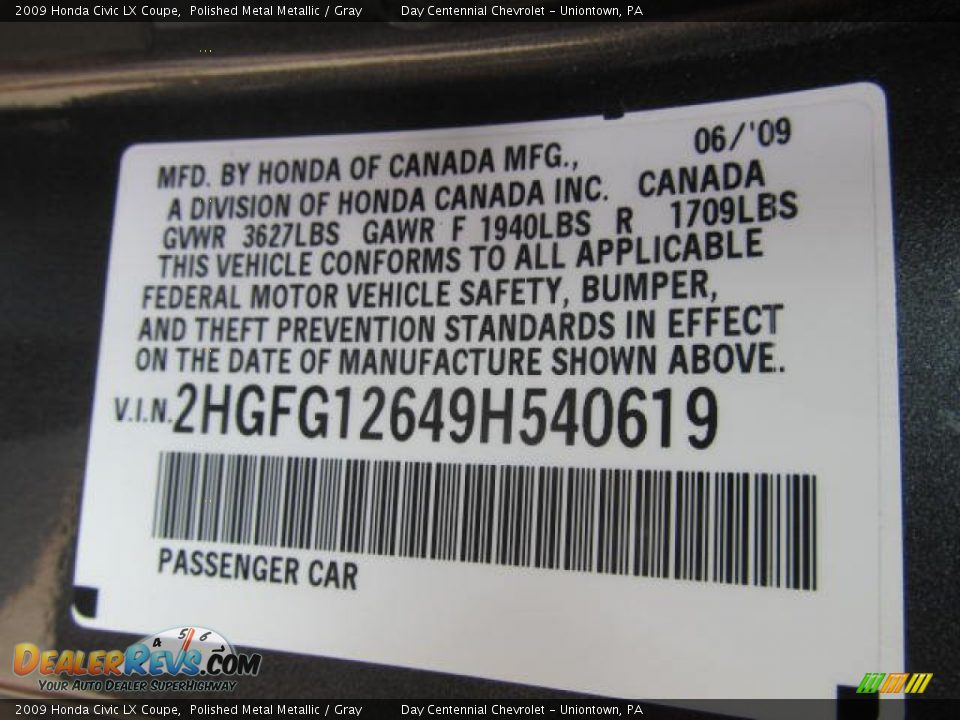 2009 Honda Civic LX Coupe, Polished Metal Metallic / Gray Day Centennial Chevrolet - Uniontown, PA
06/'09
MFD. BY HONDA OF CANADA MFG.,
A DIVISION OF HONDA CANADA INC. CANADA
GVWR 3627LBS GAWR F 1940LBS R 1709LBS
THIS VEHICLE CONFORMS TO ALL APPLICABLE
FEDERAL MOTOR VEHICLE SAFETY, BUMPER,
AND THEFT PREVENTION STANDARDS IN EFFECT
ON THE DATE OF MANUFACTURE SHOWN ABOVE.
V.I.N. 2HGFG12649H540619
PASSENGER CAR
4 5 6
DEALERREVS.COM
YOUR AUTO DEALER SUPERHIGHWAY
2009 Honda Civic LX Coupe, Polished Metal Metallic / Gray Day Centennial Chevrolet - Uniontown, PA